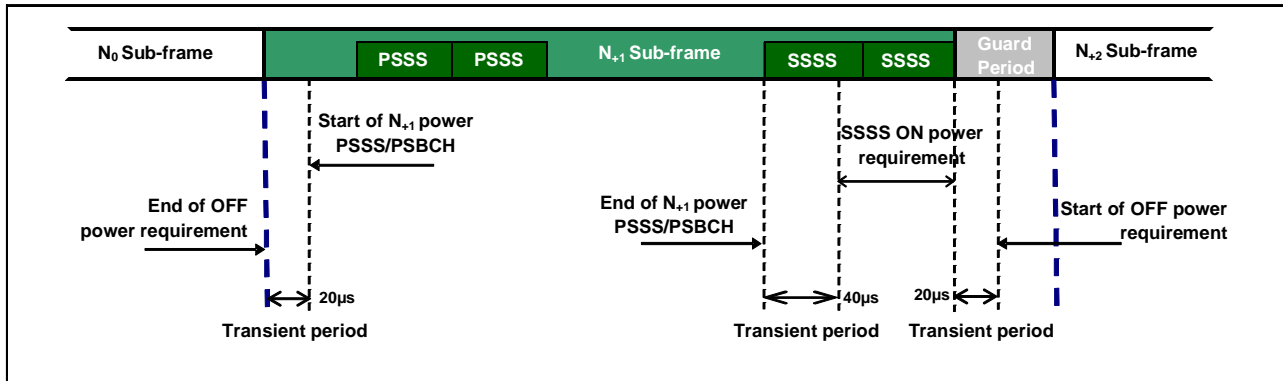 N0 Sub-frame
PSSS
PSSS
N+1 Sub-frame
SSSS
SSSS
Guard
Period
N+2 Sub-frame
Start of N+1 power
PSSS/PSBCH
SSSS ON power
requirement
End of OFF
power requirement
End of N+1 power
PSSS/PSBCH
Start of OFF power
requirement
20µs
40µs
20µs
Transient period
Transient period
Transient period